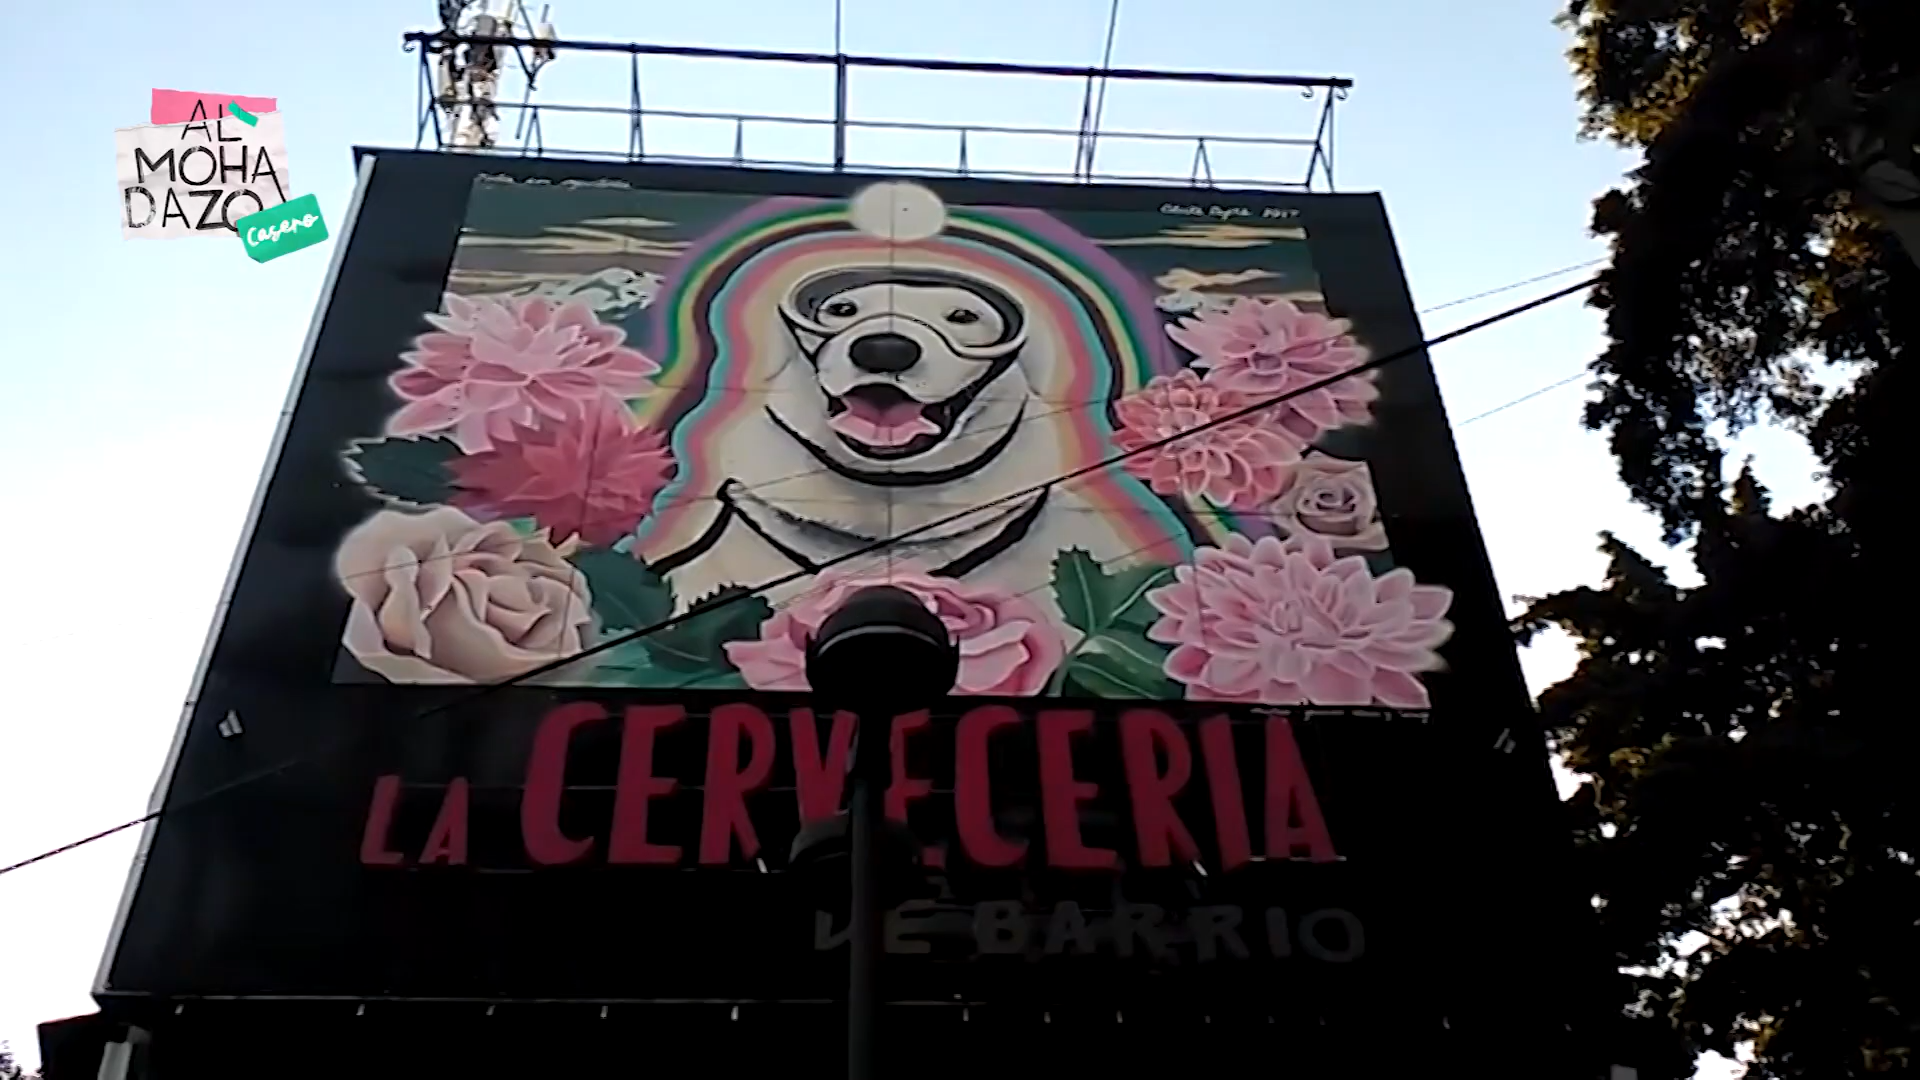 AL
MOHA
DAZO
Casero
LA CERVECERIA
DE BARRIO